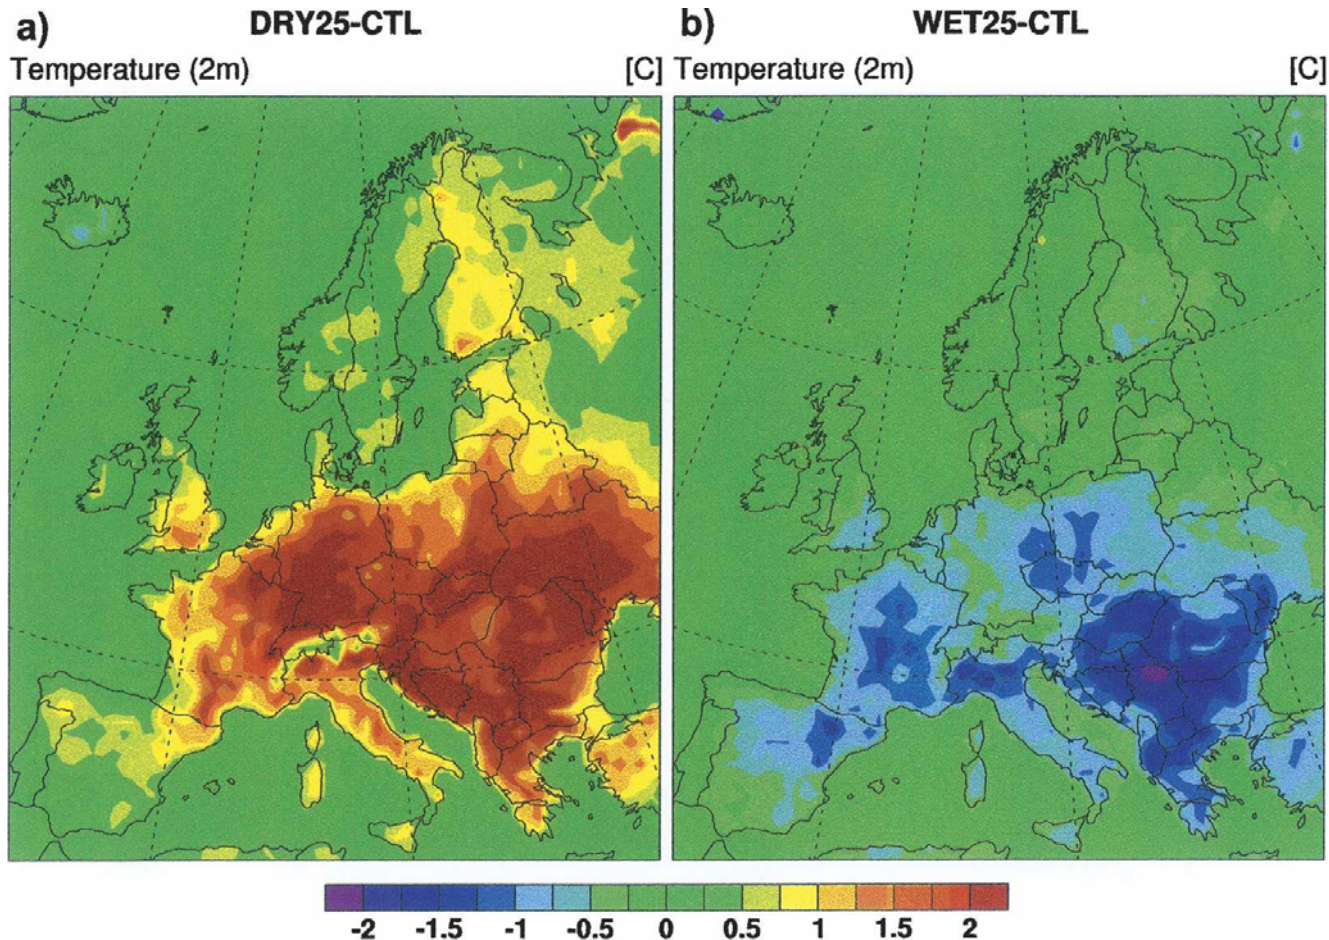 a) DRY25-CTL
Temperature (2m) [C]
b) WET25-CTL
Temperature (2m) [C]
-2 -1.5 -1 -0.5 0 0.5 1 1.5 2